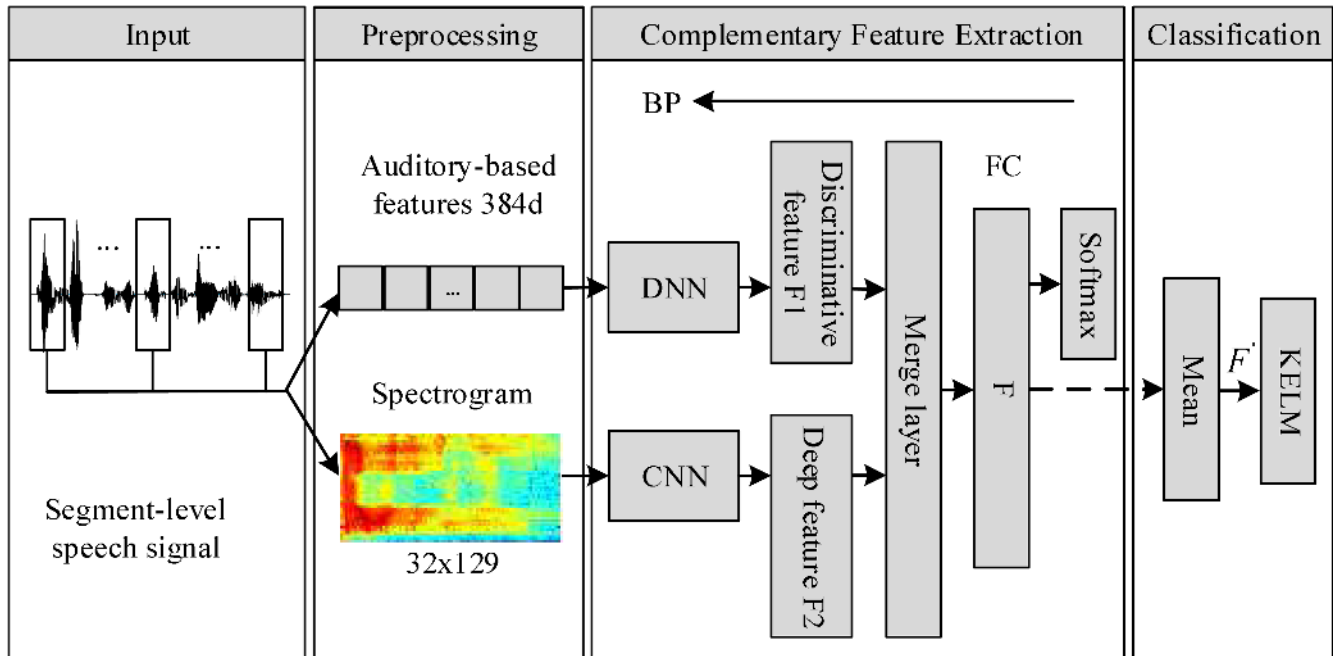 Input
Preprocessing
Complementary Feature Extraction
Classification
BP
Auditory-based
features 384d
...
...
...
DNN
Discriminative
feature F1
Merge layer
FC
F
Softmax
Spectrogram
32x129
CNN
Deep feature F2
Segment-level
speech signal
Mean
F'
KELM